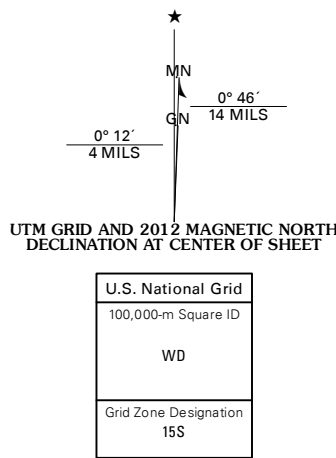 ★
MN
0° 46´
14 MILS
GN
0° 12´
4 MILS
UTM GRID AND 2012 MAGNETIC NORTH
DECLINATION AT CENTER OF SHEET
U.S. National Grid
100,000-m Square ID
WD
Grid Zone Designation
15S